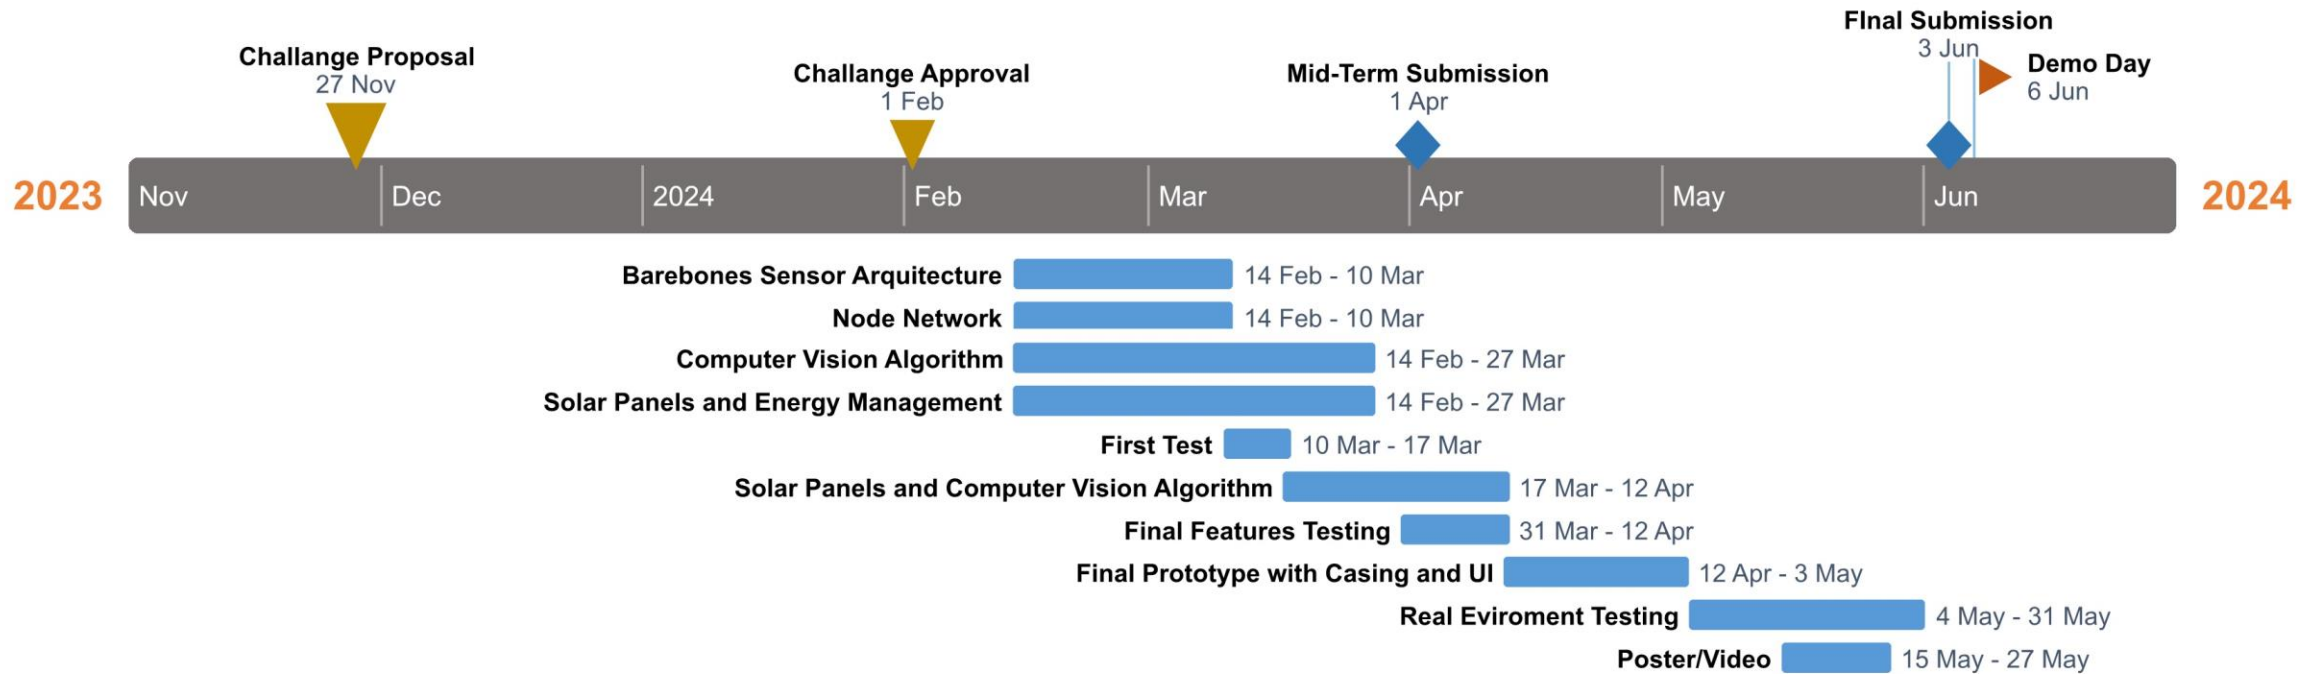 FInal Submission
3 Jun
Challange Proposal
27 Nov
Challange Approval
1 Feb
Mid-Term Submission
1 Apr
Demo Day
6 Jun
2023
Nov
Dec
2024
Feb
Mar
Apr
May
Jun
2024
Barebones Sensor Arquitecture 14 Feb - 10 Mar
Node Network 14 Feb - 10 Mar
Computer Vision Algorithm 14 Feb - 27 Mar
Solar Panels and Energy Management 14 Feb - 27 Mar
First Test 10 Mar - 17 Mar
Solar Panels and Computer Vision Algorithm 17 Mar - 12 Apr
Final Features Testing 31 Mar - 12 Apr
Final Prototype with Casing and UI 12 Apr - 3 May
Real Eviroment Testing 4 May - 31 May
Poster/Video 15 May - 27 May